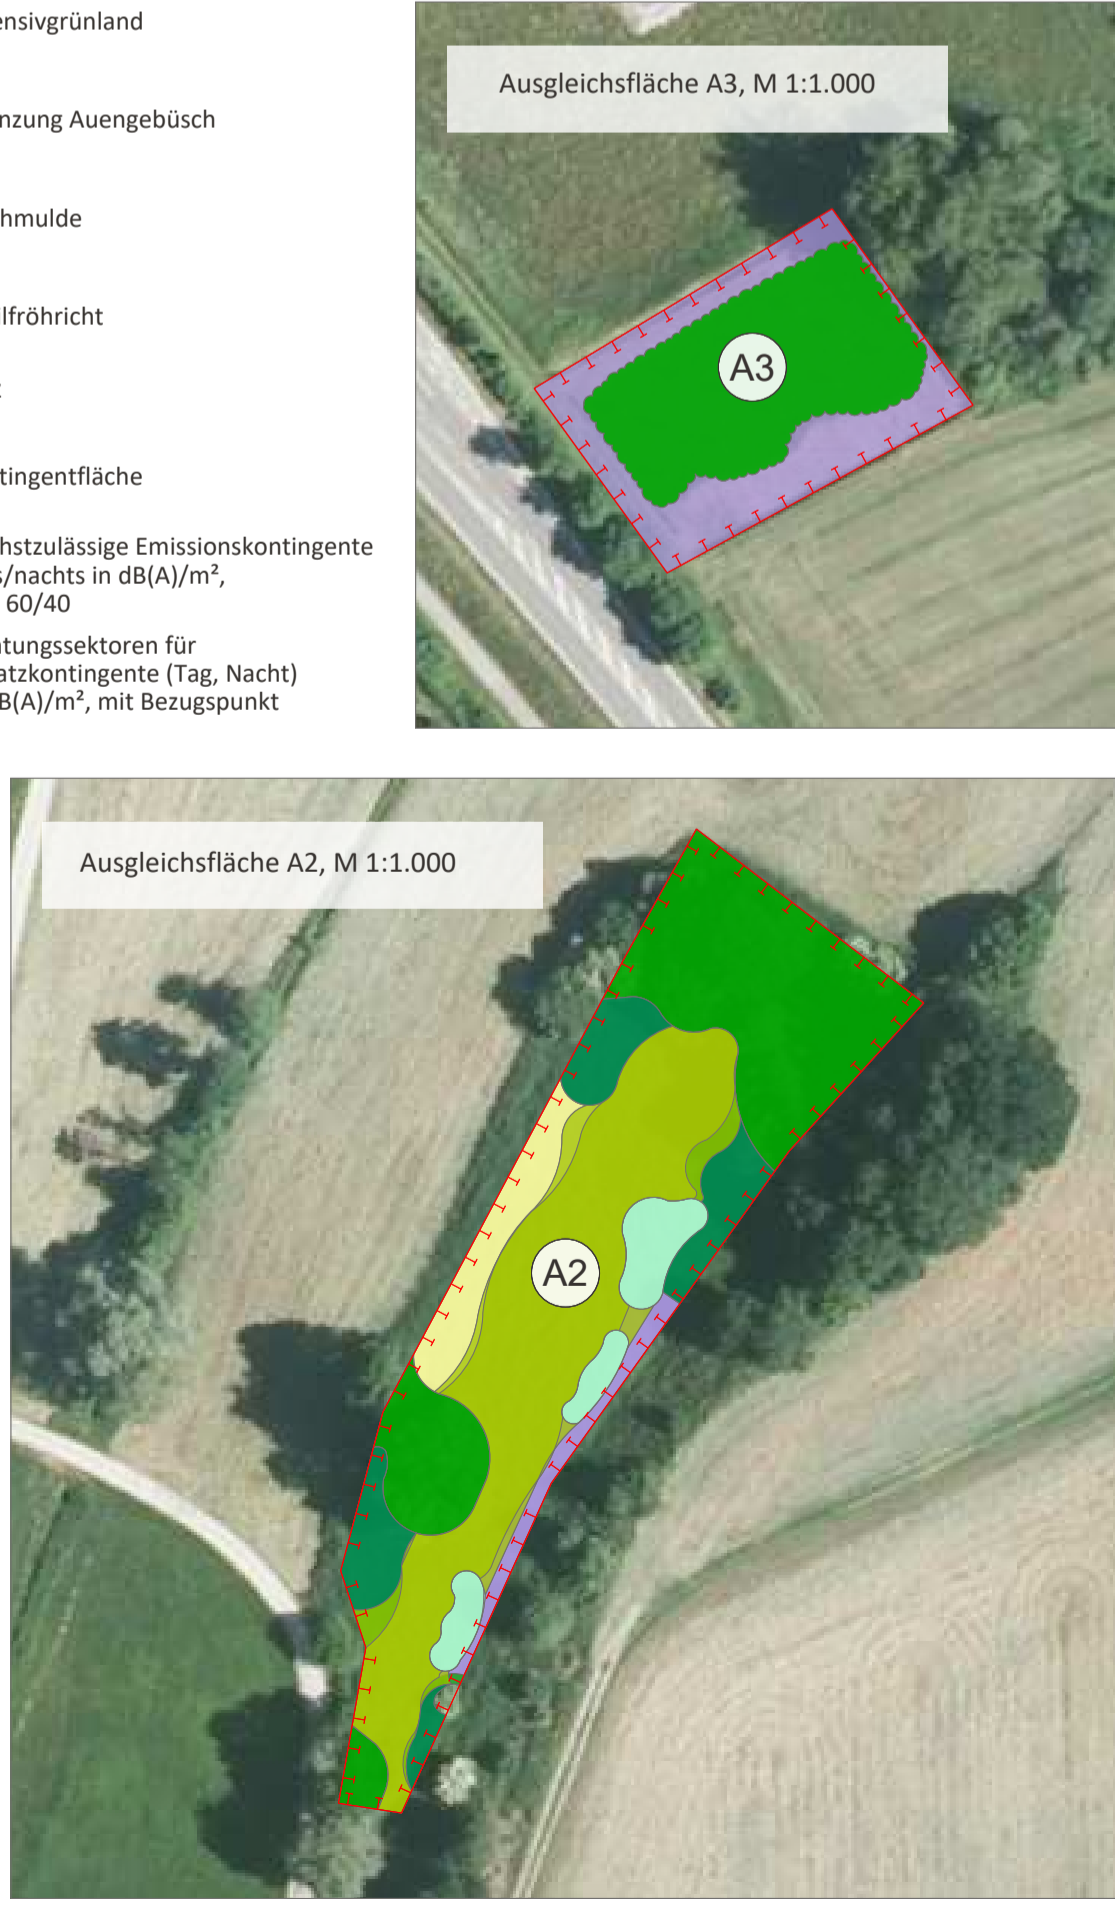 ensivgrünland
nzung Auengebüsch
hmulde
lfröhricht
tingentfläche
hstzulässige Emissionskontingente
s/nachts in dB(A)/m²,
60/40
tungssektoren für
atzkontingente (Tag, Nacht)
B(A)/m², mit Bezugspunkt
Ausgleichsfläche A3, M 1:1.000
A3
Ausgleichsfläche A2, M 1:1.000
A2